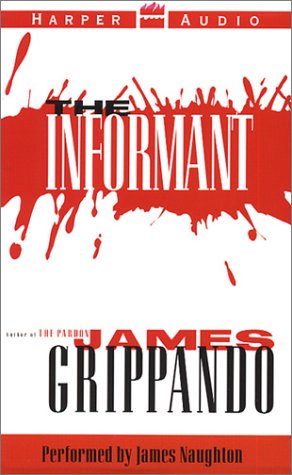 HARPER AUDIO
THE
INFORMANT
Author of THE PARDON
JAMES
GRIPPANDO
Performed by James Naughton